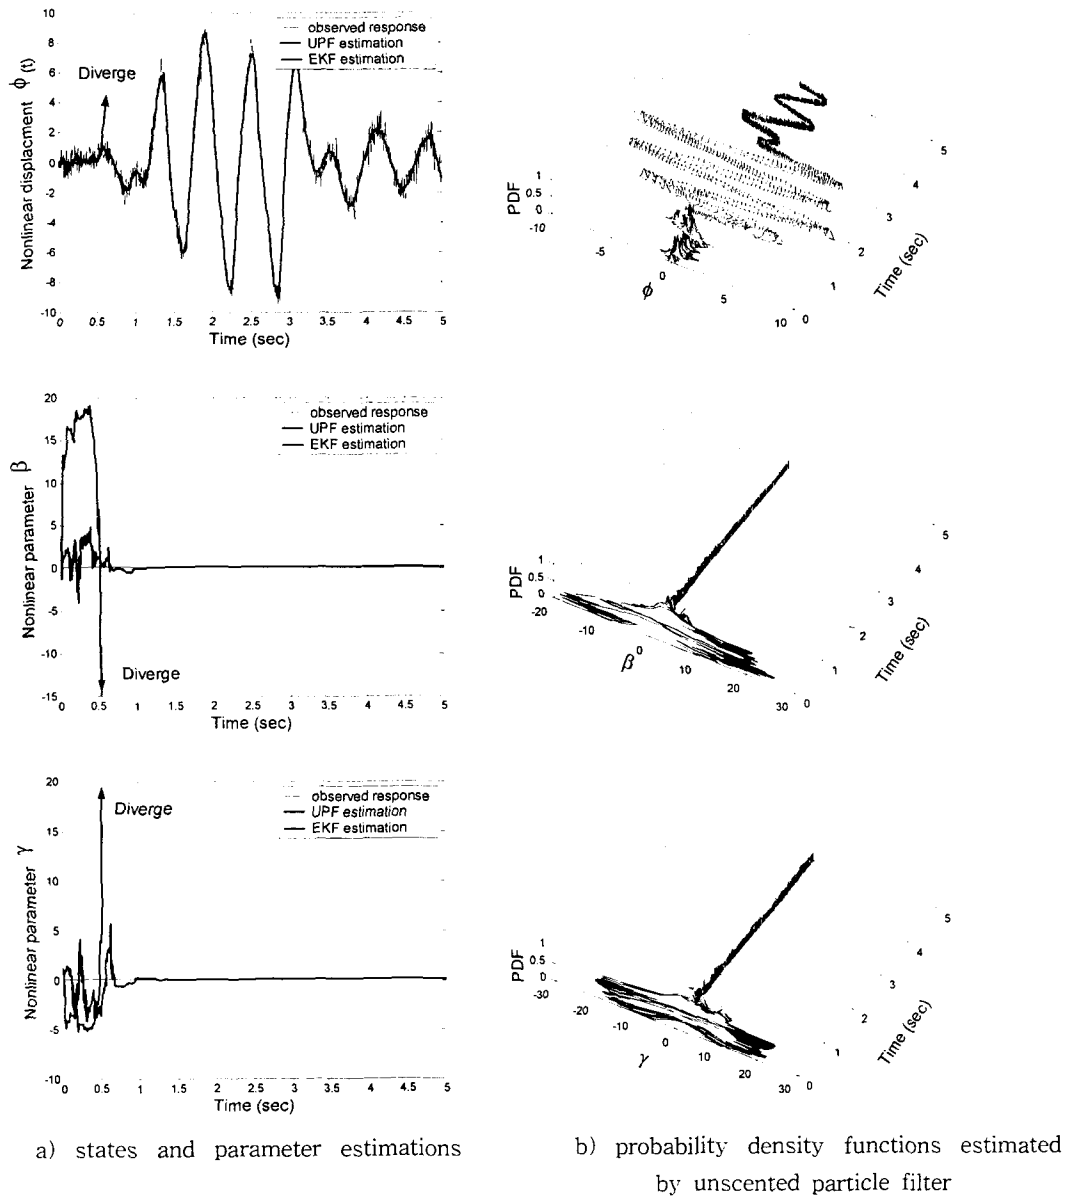 10
8
6
4
2
0
-2
-4
-6
-8
-10
Nonlinear displacment ϕ (t)
observed response
UPF estimation
EKF estimation
Diverge
0 0.5 1 1.5 2 2.5 3 3.5 4 4.5 5
Time (sec)
PDF
1
0.5
0
-10
-5
0
5
10
ϕ
0
1
2
3
4
5
Time (sec)
20
15
10
5
0
-5
-10
-15
Nonlinear parameter β
observed response
UPF estimation
EKF estimation
Diverge
0 0.5 1 1.5 2 2.5 3 3.5 4 4.5 5
Time (sec)
PDF
1
0.5
0
-20
-10
0
10
20
30
β
0
1
2
3
4
5
Time (sec)
20
15
10
5
0
-5
-10
Nonlinear parameter γ
observed response
UPF estimation
EKF estimation
Diverge
0 0.5 1 1.5 2 2.5 3 3.5 4 4.5 5
Time (sec)
PDF
1
0.5
0
-30
-20
-10
0
10
20
30
γ
0
1
2
3
4
5
Time (sec)
a) states and parameter estimations
b) probability density functions estimated
by unscented particle filter